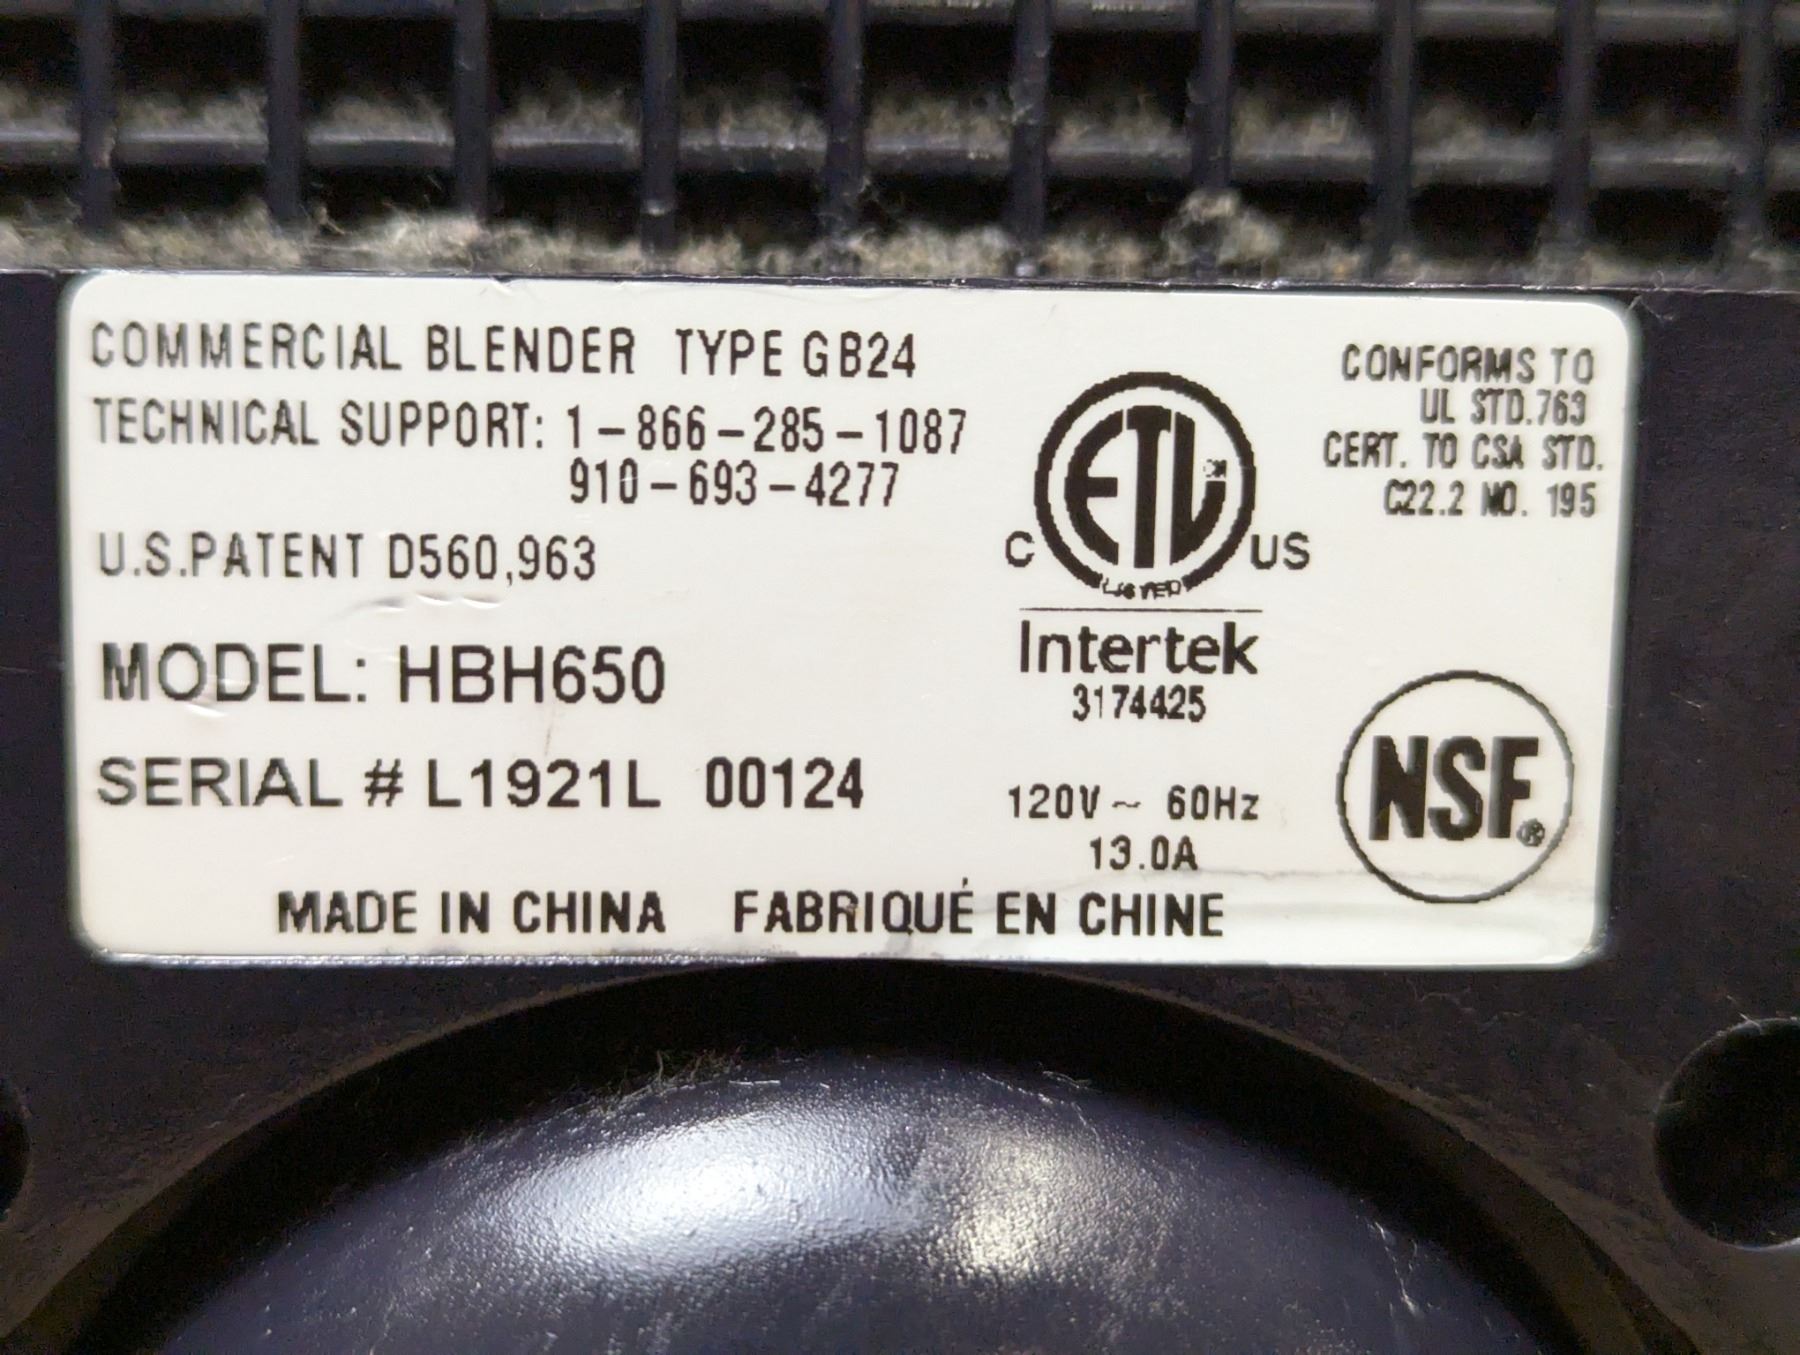 COMMERCIAL BLENDER TYPE GB24
TECHNICAL SUPPORT: 1-866-285-1087
910-693-4277
U.S.PATENT D560,963
MODEL: HBH650
SERIAL # L1921L 00124
MADE IN CHINA FABRIQUÉ EN CHINE
ETL
CM
LISTED
C US
Intertek
3174425
120V~ 60Hz
13.0A
CONFORMS TO
UL STD.763
CERT. TO CSA STD.
C22.2 NO. 195
NSF®